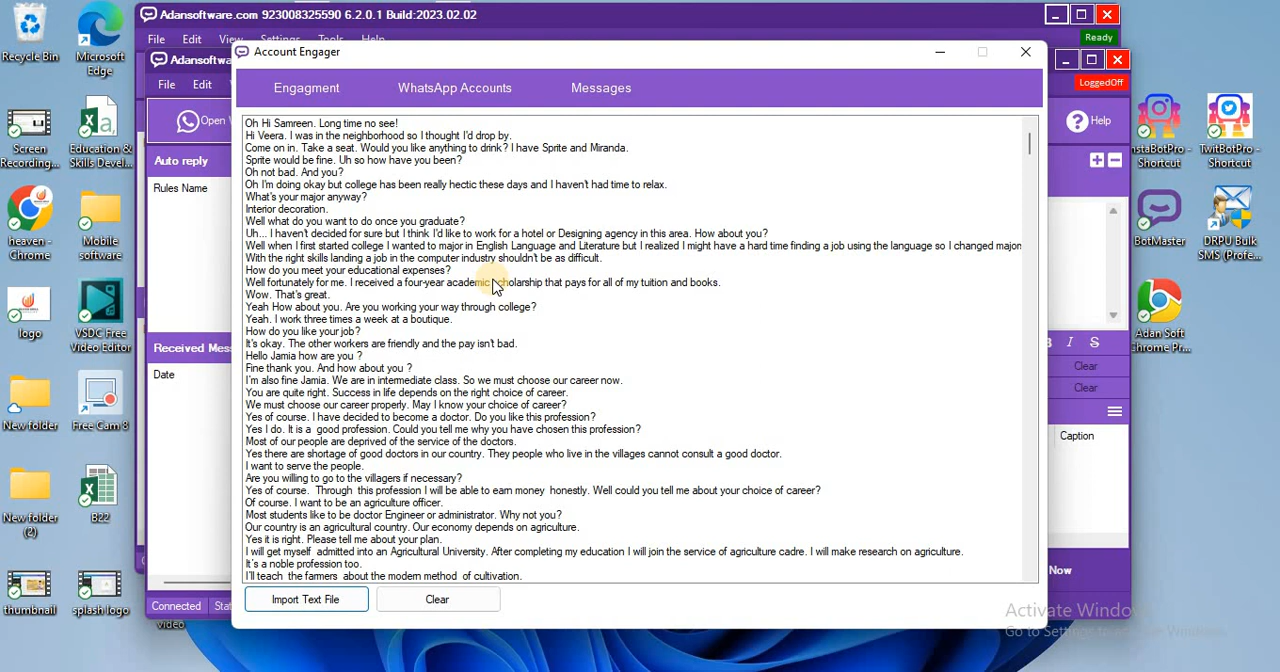 Adansoftware.com 923008325590 6.2.0.1 Build:2023.02.02
File Edit View Settings Tools Help
Ready
Adansoftwa
File Edit
LoggedOff
Open
Help
Auto reply
Rules Name
Received Mes
Date
Connected Stat
Clear
Clear
Caption
Now
Account Engager
Engagment WhatsApp Accounts Messages
Oh Hi Samreen. Long time no see!
Hi Veera. I was in the neighborhood so I thought I'd drop by.
Come on in. Take a seat. Would you like anything to drink? I have Sprite and Miranda.
Sprite would be fine. Uh so how have you been?
Oh not bad. And you?
Oh I'm doing okay but college has been really hectic these days and I haven't had time to relax.
What's your major anyway?
Interior decoration.
Well what do you want to do once you graduate?
Uh... I haven't decided for sure but I think I'd like to work for a hotel or Designing agency in this area. How about you?
Well when I first started college I wanted to major in English Language and Literature but I realized I might have a hard time finding a job using the language so I changed major
With the right skills landing a job in the computer industry shouldn't be as difficult.
How do you meet your educational expenses?
Well fortunately for me. I received a four-year academic scholarship that pays for all of my tuition and books.
Wow. That's great.
Yeah How about you. Are you working your way through college?
Yeah. I work three times a week at a boutique.
How do you like your job?
It's okay. The other workers are friendly and the pay isn't bad.
Hello Jamia how are you ?
Fine thank you. And how about you ?
I'm also fine Jamia. We are in intermediate class. So we must choose our career now.
You are quite right. Success in life depends on the right choice of career.
We must choose our career properly. May I know your choice of career?
Yes of course. I have decided to become a doctor. Do you like this profession?
Yes I do. It is a good profession. Could you tell me why you have chosen this profession?
Most of our people are deprived of the service of the doctors.
Yes there are shortage of good doctors in our country. They people who live in the villages cannot consult a good doctor.
I want to serve the people.
Are you willing to go to the villagers if necessary?
Yes of course. Through this profession I will be able to earn money honestly. Well could you tell me about your choice of career?
Of course. I want to be an agriculture officer.
Most students like to be doctor Engineer or administrator. Why not you?
Our country is an agricultural country. Our economy depends on agriculture.
Yes it is right. Please tell me about your plan.
I will get myself admitted into an Agricultural University. After completing my education I will join the service of agriculture cadre. I will make research on agriculture.
It's a noble profession too.
I'll teach the farmers about the modern method of cultivation.
Import Text File Clear
Activate Windows
Go to Settings to
Recycle Bin
Microsoft Edge
Screen Recording...
Education & Skills Devel...
heaven - Chrome
Mobile software
logo
VSDC Free Video Editor
New folder
Free Cam 8
New folder (2)
B22
thumbnail
splash logo
video
nstaBotPro - Shortcut
TwitBotPro - Shortcut
BotMaster
DRPU Bulk SMS (Profe...
Adan Soft Chrome Pr...